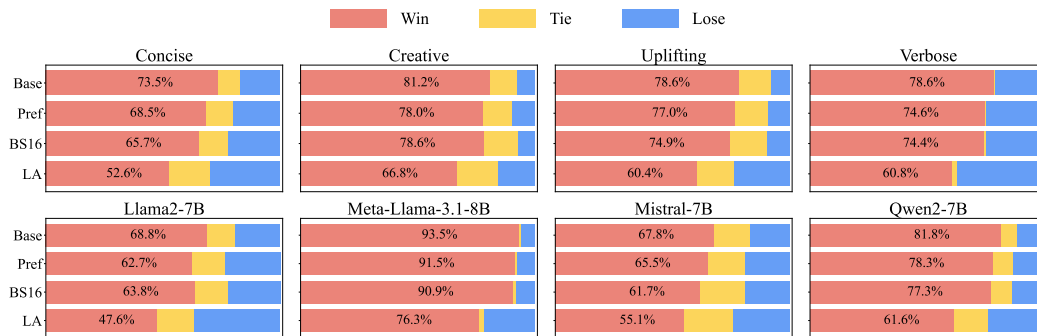 Win Tie Lose
Concise Creative Uplifting Verbose
Base 73.5% 81.2% 78.6% 78.6%
Pref 68.5% 78.0% 77.0% 74.6%
BS16 65.7% 78.6% 74.9% 74.4%
LA 52.6% 66.8% 60.4% 60.8%
Llama2-7B Meta-Llama-3.1-8B Mistral-7B Qwen2-7B
Base 68.8% 93.5% 67.8% 81.8%
Pref 62.7% 91.5% 65.5% 78.3%
BS16 63.8% 90.9% 61.7% 77.3%
LA 47.6% 76.3% 55.1% 61.6%